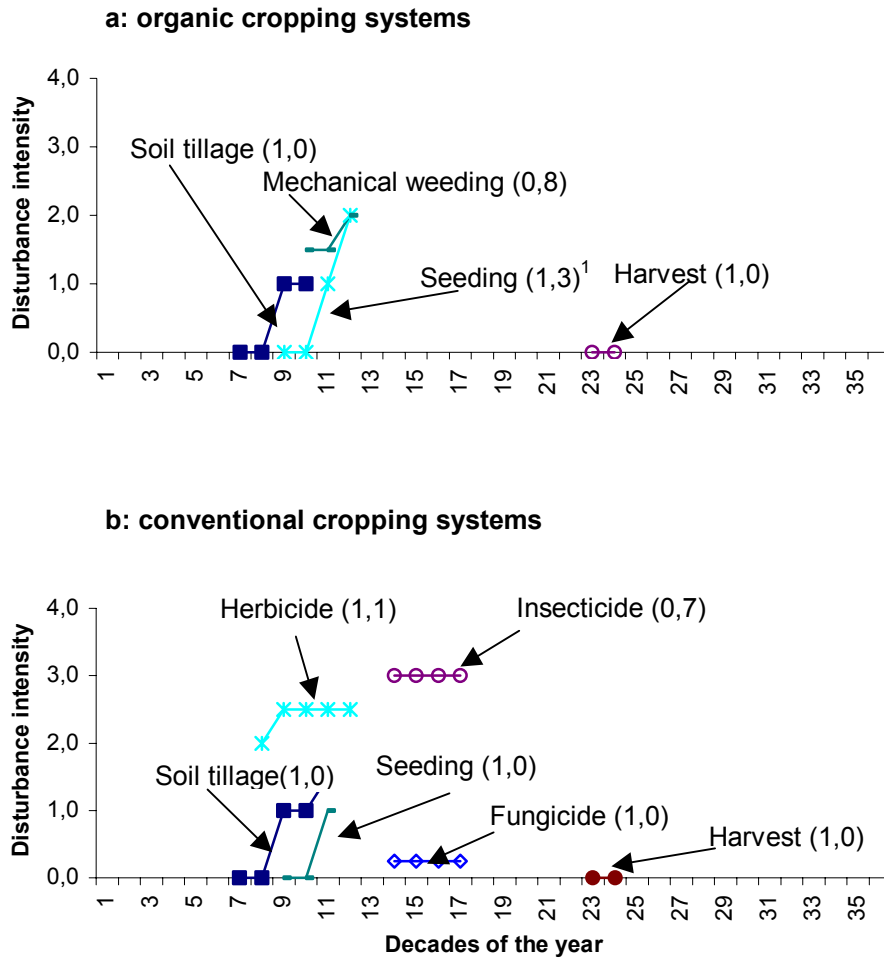 a: organic cropping systems
Disturbance intensity
4,0
3,0
2,0
1,0
0,0
Soil tillage (1,0)
Mechanical weeding (0,8)
Seeding (1,3)1
Harvest (1,0)
1 3 5 7 9 11 13 15 17 19 21 23 25 27 29 31 33 35
b: conventional cropping systems
Disturbance intensity
4,0
3,0
2,0
1,0
0,0
Herbicide (1,1)
Insecticide (0,7)
Soil tillage(1,0)
Seeding (1,0)
Fungicide (1,0)
Harvest (1,0)
1 3 5 7 9 11 13 15 17 19 21 23 25 27 29 31 33 35
Decades of the year